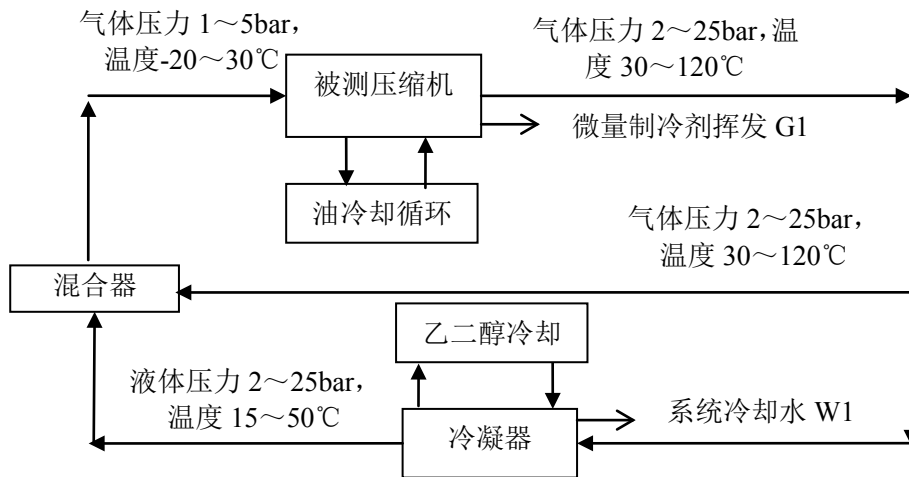 气体压力 1～5bar，
温度-20～30℃
被测压缩机
气体压力 2～25bar，温
度 30～120℃
微量制冷剂挥发 G1
油冷却循环
气体压力 2～25bar，
温度 30～120℃
混合器
乙二醇冷却
液体压力 2～25bar，
温度 15～50℃
冷凝器
系统冷却水 W1